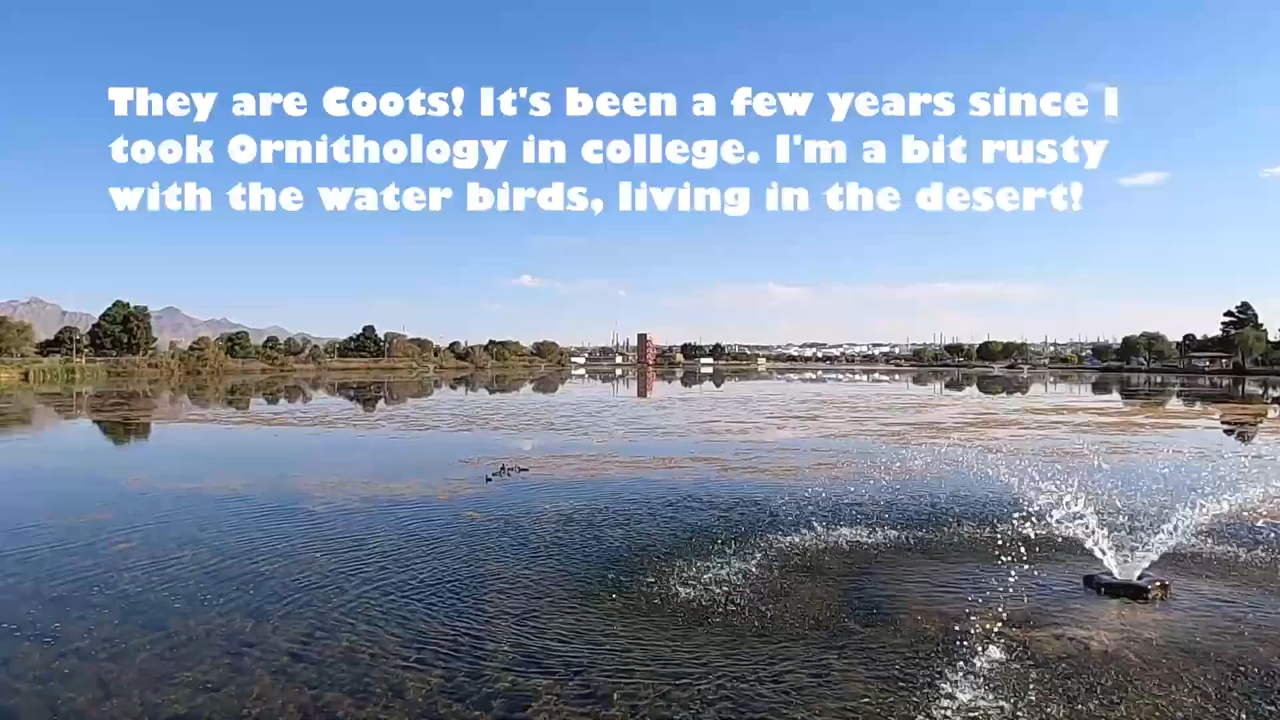 They are Coots! It's been a few years since I
took Ornithology in college. I'm a bit rusty
with the water birds, living in the desert!